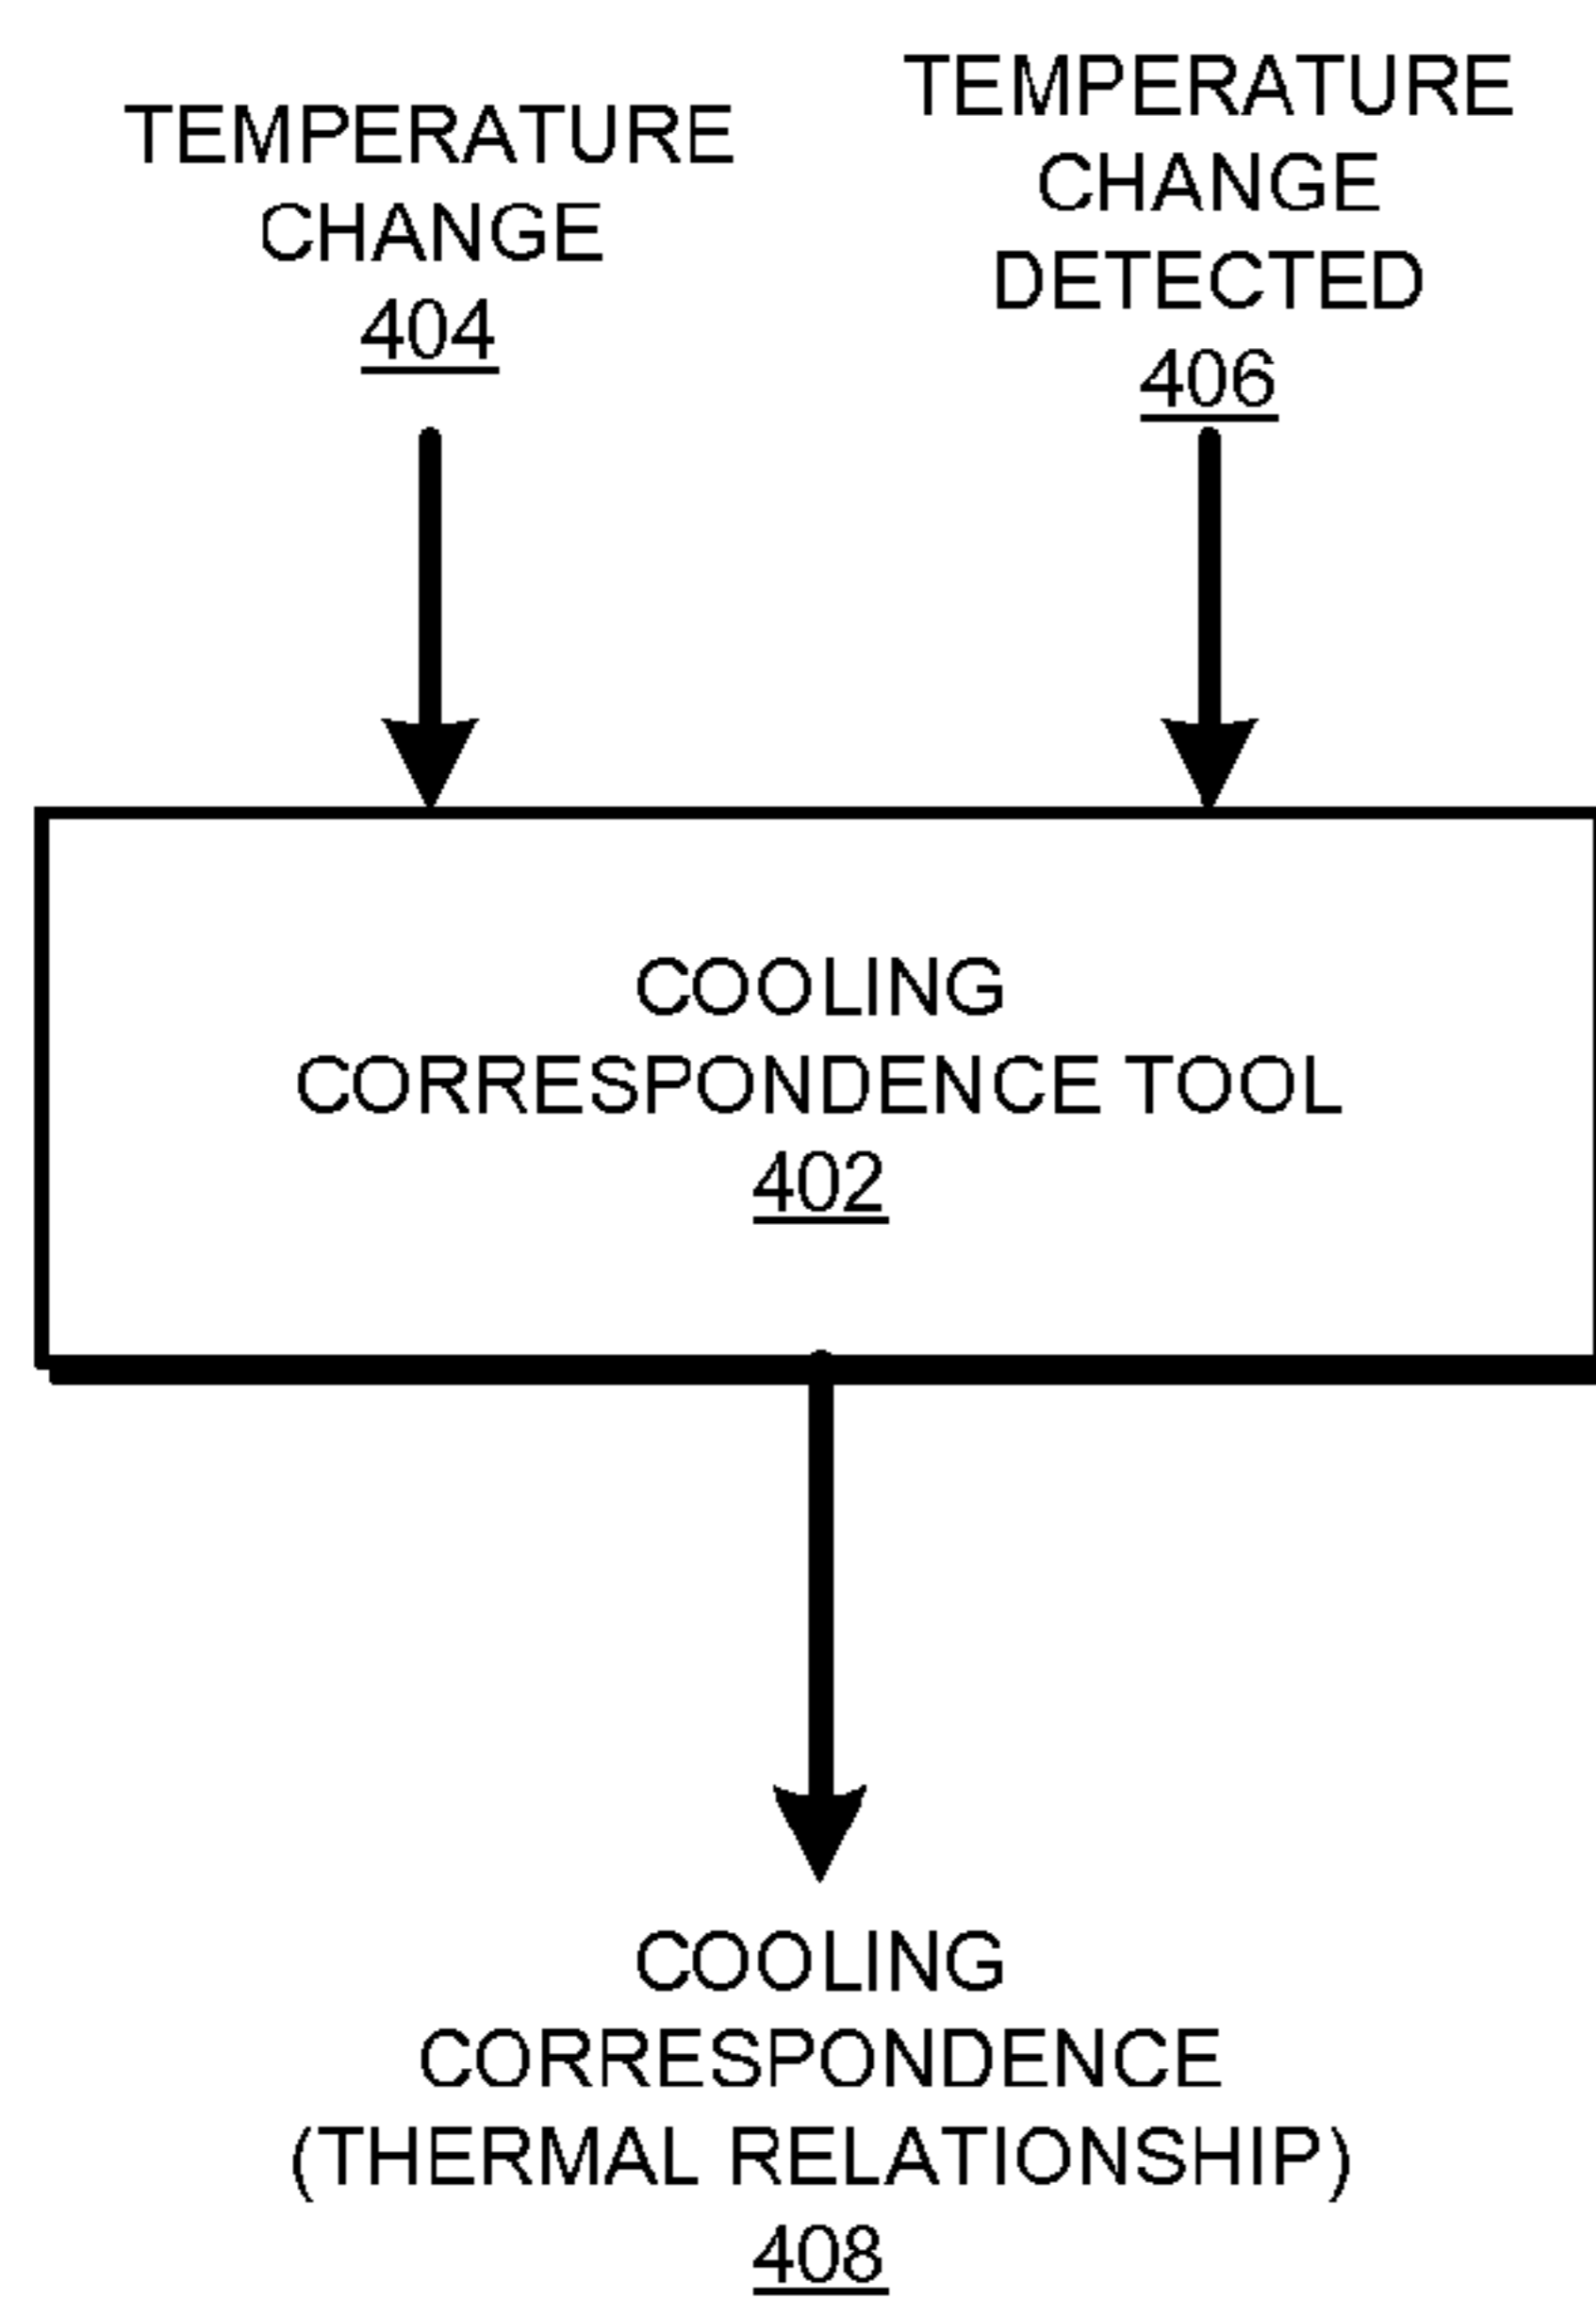 TEMPERATURE
CHANGE
404
TEMPERATURE
CHANGE
DETECTED
406
COOLING
CORRESPONDENCE TOOL
402
COOLING
CORRESPONDENCE
(THERMAL RELATIONSHIP)
408